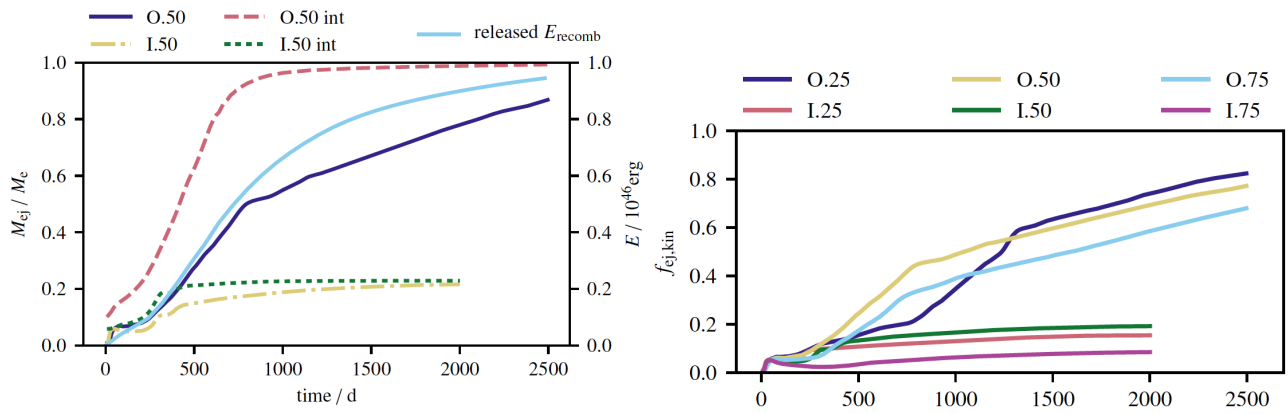 O.50 O.50 int released E_recomb
I.50 I.50 int
1.0 1.0
0.8 0.8
0.6 0.6
0.4 0.4
0.2 0.2
0.0 0.0
M_ej / M_e
E / 10^46 erg
0 500 1000 1500 2000 2500
time / d
O.25 O.50 O.75
I.25 I.50 I.75
1.0
0.8
0.6
0.4
0.2
0.0
f_ej,kin
0 500 1000 1500 2000 2500